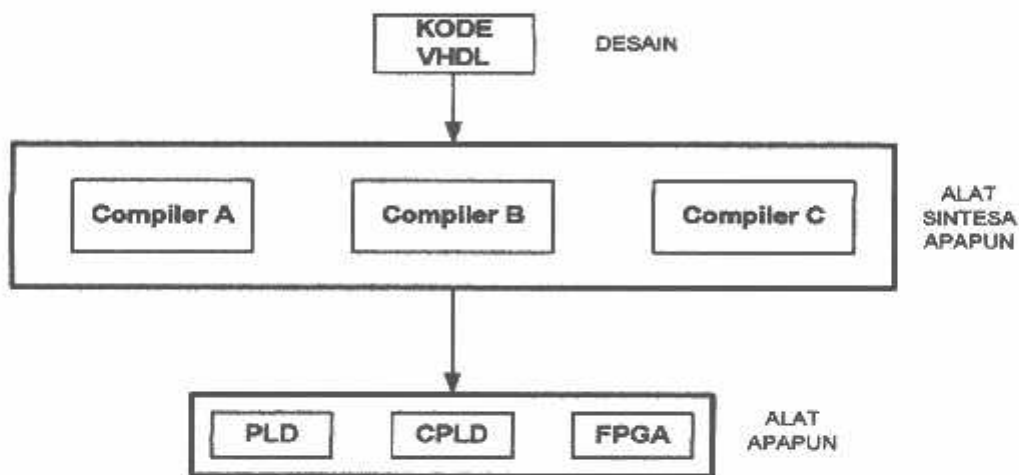 KODE
VHDL
DESAIN
Compiler A
Compiler B
Compiler C
ALAT
SINTESA
APAPUN
PLD
CPLD
FPGA
ALAT
APAPUN